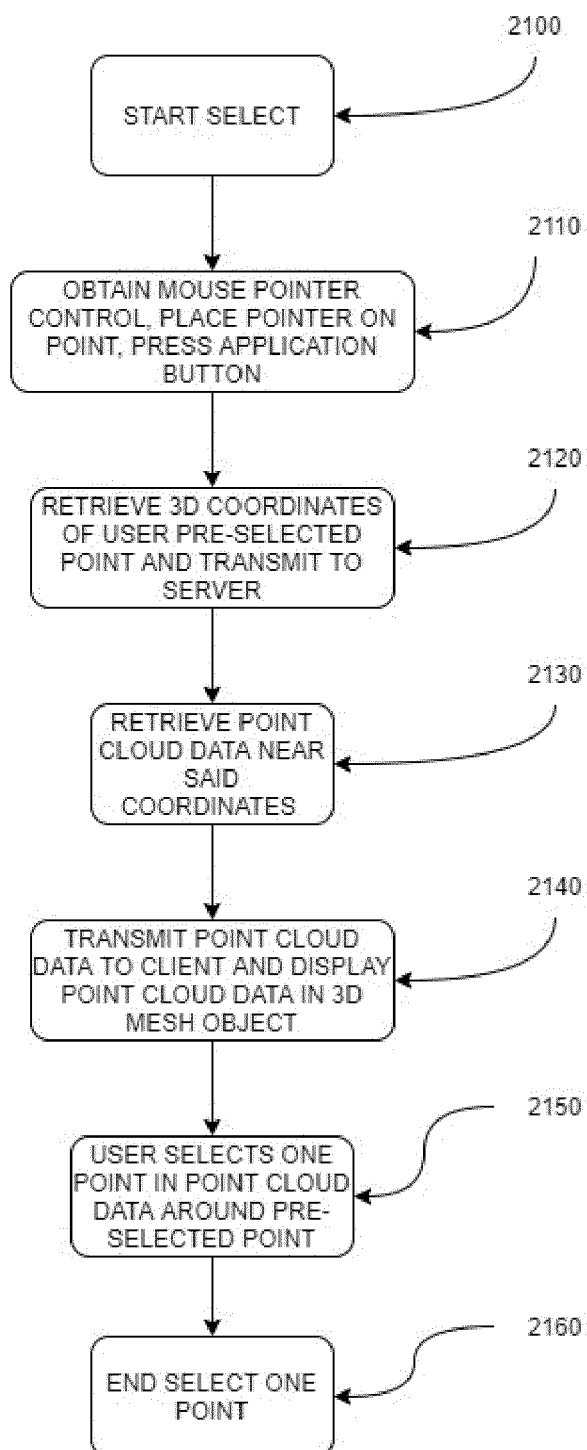 2100
START SELECT
2110
OBTAIN MOUSE POINTER
CONTROL, PLACE POINTER ON
POINT, PRESS APPLICATION
BUTTON
2120
RETRIEVE 3D COORDINATES
OF USER PRE-SELECTED
POINT AND TRANSMIT TO
SERVER
2130
RETRIEVE POINT
CLOUD DATA NEAR
SAID
COORDINATES
2140
TRANSMIT POINT CLOUD
DATA TO CLIENT AND DISPLAY
POINT CLOUD DATA IN 3D
MESH OBJECT
2150
USER SELECTS ONE
POINT IN POINT CLOUD
DATA AROUND PRE-
SELECTED POINT
2160
END SELECT ONE
POINT